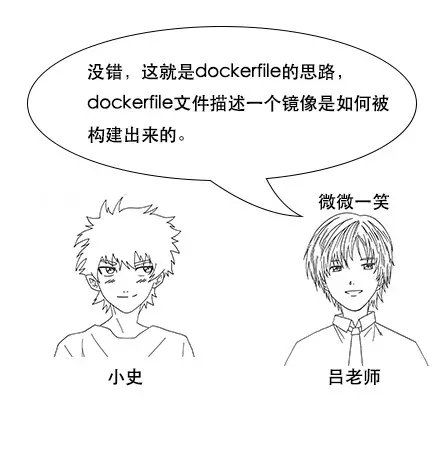 没错，这就是dockerfile的思路，
dockerfile文件描述一个镜像是如何被
构建出来的。
微微一笑
小史
吕老师